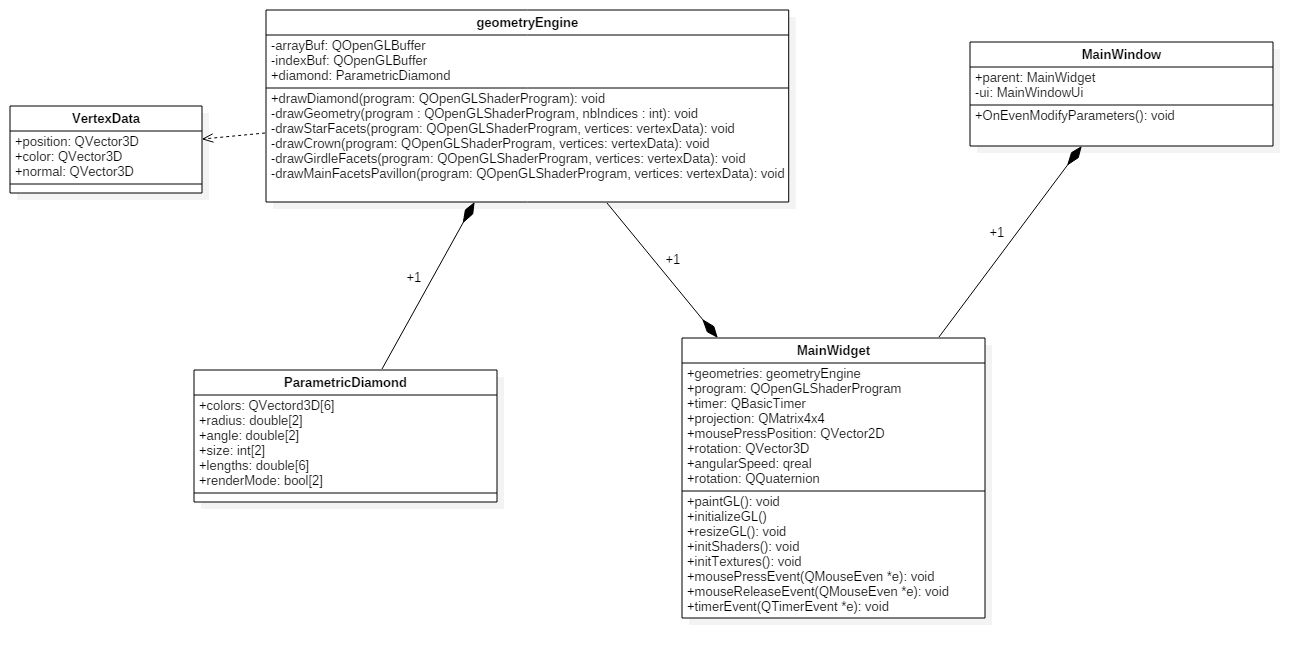 geometryEngine
-arrayBuf: QOpenGLBuffer
-indexBuf: QOpenGLBuffer
+diamond: ParametricDiamond
+drawDiamond(program: QOpenGLShaderProgram): void
-drawGeometry(program : QOpenGLShaderProgram, nbIndices : int): void
-drawStarFacets(program: QOpenGLShaderProgram, vertices: vertexData): void
-drawCrown(program: QOpenGLShaderProgram, vertices: vertexData): void
-drawGirdleFacets(program: QOpenGLShaderProgram, vertices: vertexData): void
-drawMainFacetsPavillon(program: QOpenGLShaderProgram, vertices: vertexData): void
MainWindow
+parent: MainWidget
-ui: MainWindowUi
+OnEvenModifyParameters(): void
VertexData
+position: QVector3D
+color: QVector3D
+normal: QVector3D
+1
+1
+1
ParametricDiamond
+colors: QVectord3D[6]
+radius: double[2]
+angle: double[2]
+size: int[2]
+lengths: double[6]
+renderMode: bool[2]
MainWidget
+geometries: geometryEngine
+program: QOpenGLShaderProgram
+timer: QBasicTimer
+projection: QMatrix4x4
+mousePressPosition: QVector2D
+rotation: QVector3D
+angularSpeed: qreal
+rotation: QQuaternion
+paintGL(): void
+initializeGL()
+resizeGL(): void
+initShaders(): void
+initTextures(): void
+mousePressEvent(QMouseEven *e): void
+mouseReleaseEvent(QMouseEven *e): void
+timerEvent(QTimerEvent *e): void